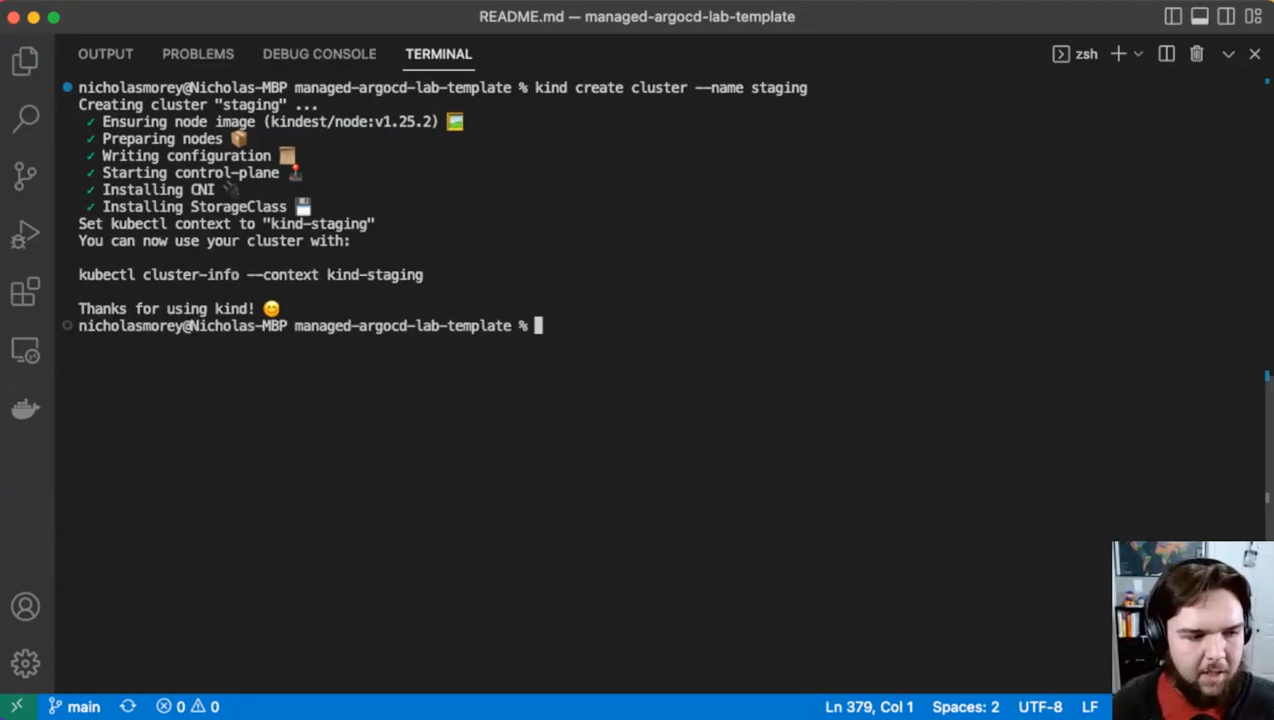 README.md — managed-argocd-lab-template
OUTPUT PROBLEMS DEBUG CONSOLE TERMINAL zsh
nicholasmorey@Nicholas-MBP managed-argocd-lab-template % kind create cluster --name staging
Creating cluster "staging" ...
✓ Ensuring node image (kindest/node:v1.25.2) 🖼
✓ Preparing nodes 📦
✓ Writing configuration 📜
✓ Starting control-plane 🕹
✓ Installing CNI 🔌
✓ Installing StorageClass 💾
Set kubectl context to "kind-staging"
You can now use your cluster with:
kubectl cluster-info --context kind-staging
Thanks for using kind! 😊
nicholasmorey@Nicholas-MBP managed-argocd-lab-template %
main 0 0 Ln 379, Col 1 Spaces: 2 UTF-8 LF